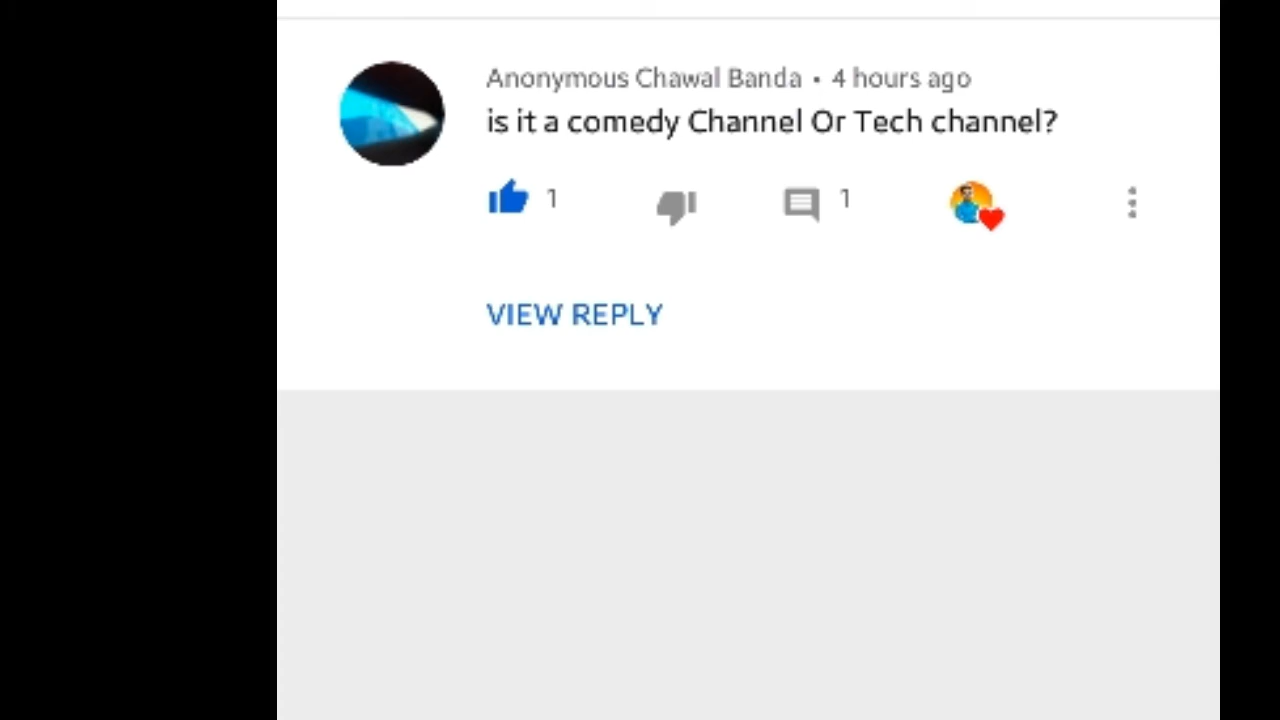 Anonymous Chawal Banda • 4 hours ago
is it a comedy Channel Or Tech channel?
1 1
VIEW REPLY